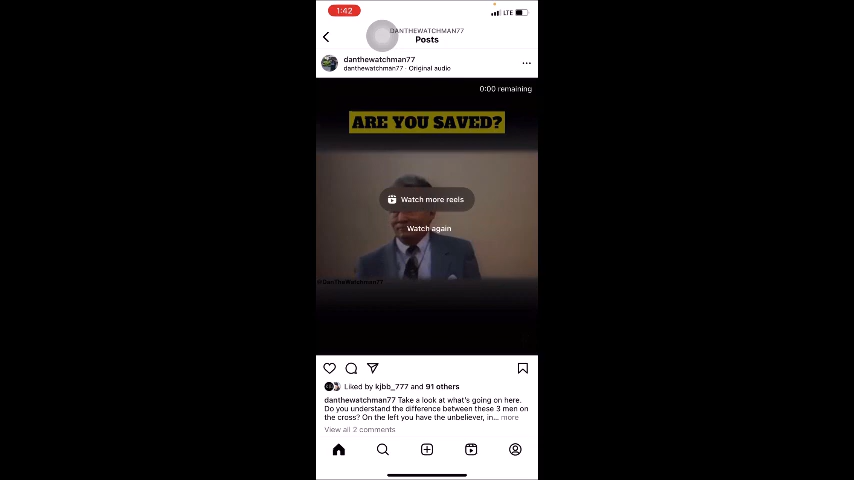 1:42
LTE
DANTHEWATCHMAN77
Posts
danthewatchman77
danthewatchman77 · Original audio
0:00 remaining
ARE YOU SAVED?
Watch more reels
Watch again
@DanTheWatchman77
Liked by kjbb_777 and 91 others
danthewatchman77 Take a look at what's going on here.
Do you understand the difference between these 3 men on
the cross? On the left you have the unbeliever, in... more
View all 2 comments